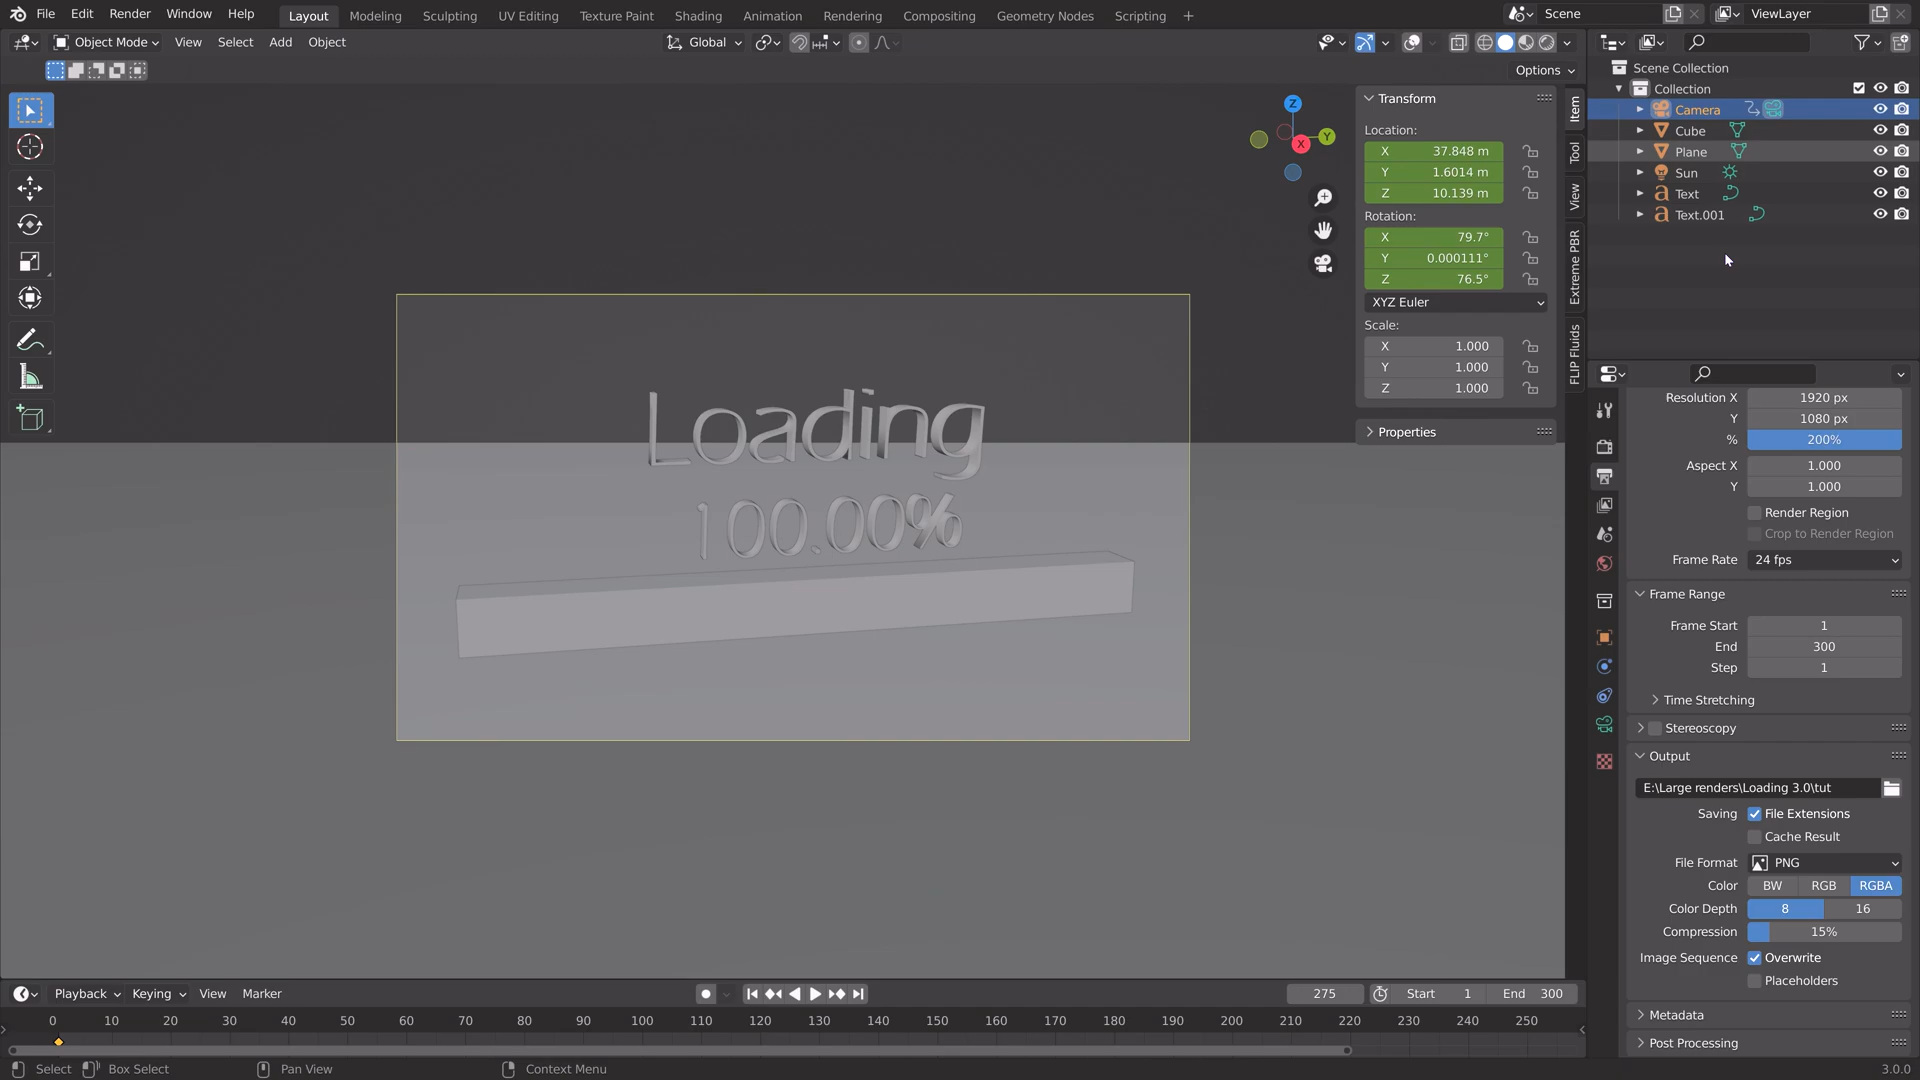 File Edit Render Window Help Layout Modeling Sculpting UV Editing Texture Paint Shading Animation Rendering Compositing Geometry Nodes Scripting + Scene ViewLayer
Object Mode View Select Add Object Global
Options
Scene Collection
Collection
Camera
Cube
Plane
Sun
Text
Text.001
Z
Y
X
Transform
Location:
X 37.848 m
Y 1.6014 m
Z 10.139 m
Rotation:
X 79.7°
Y 0.000111°
Z 76.5°
XYZ Euler
Scale:
X 1.000
Y 1.000
Z 1.000
Properties
Item
Tool
View
Extreme PBR
FLIP Fluids
Loading
100.00%
Resolution X 1920 px
Y 1080 px
% 200%
Aspect X 1.000
Y 1.000
Render Region
Crop to Render Region
Frame Rate 24 fps
Frame Range
Frame Start 1
End 300
Step 1
Time Stretching
Stereoscopy
Output
E:\Large renders\Loading 3.0\tut
Saving File Extensions
Cache Result
File Format PNG
Color BW RGB RGBA
Color Depth 8 16
Compression 15%
Image Sequence Overwrite
Placeholders
Metadata
Post Processing
Playback Keying View Marker 275 Start 1 End 300
0 10 20 30 40 50 60 70 80 90 100 110 120 130 140 150 160 170 180 190 200 210 220 230 240 250
Select Box Select Pan View Context Menu 3.0.0